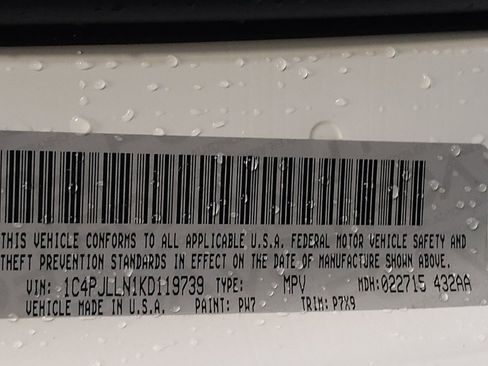 THIS VEHICLE CONFORMS TO ALL APPLICABLE U.S.A. FEDERAL MOTOR VEHICLE SAFETY AND
THEFT PREVENTION STANDARDS IN EFFECT ON THE DATE OF MANUFACTURE SHOWN ABOVE.
VIN: 1C4PJLLN1KD119739 TYPE: MPV MDH:022715 432AA
VEHICLE MADE IN U.S.A. PAINT: PW7 TRIM: P7X9